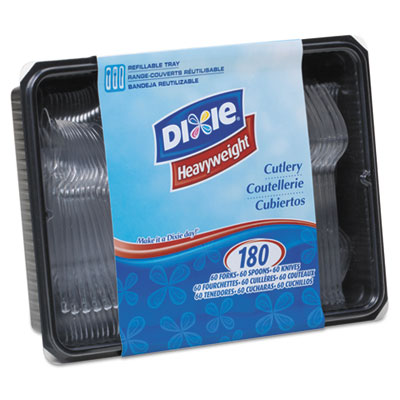 REFILLABLE TRAY
RANGE-COUVERTS RÉUTILISABLE
BANDEJA REUTILIZABLE
DIXIE
Heavyweight
Cutlery
Coutellerie
Cubiertos
Make it a Dixie day!
180
60 FORKS • 60 SPOONS • 60 KNIVES
60 FOURCHETTES • 60 CUILLÈRES • 60 COUTEAUX
60 TENEDORES • 60 CUCHARAS • 60 CUCHILLOS